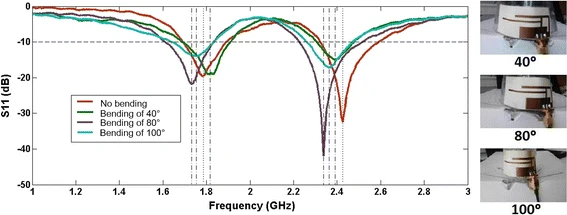 S11 (dB)
0
-10
-20
-30
-40
-50
No bending
Bending of 40°
Bending of 80°
Bending of 100°
1 1.2 1.4 1.6 1.8 2 2.2 2.4 2.6 2.8 3
Frequency (GHz)
40°
80°
100°